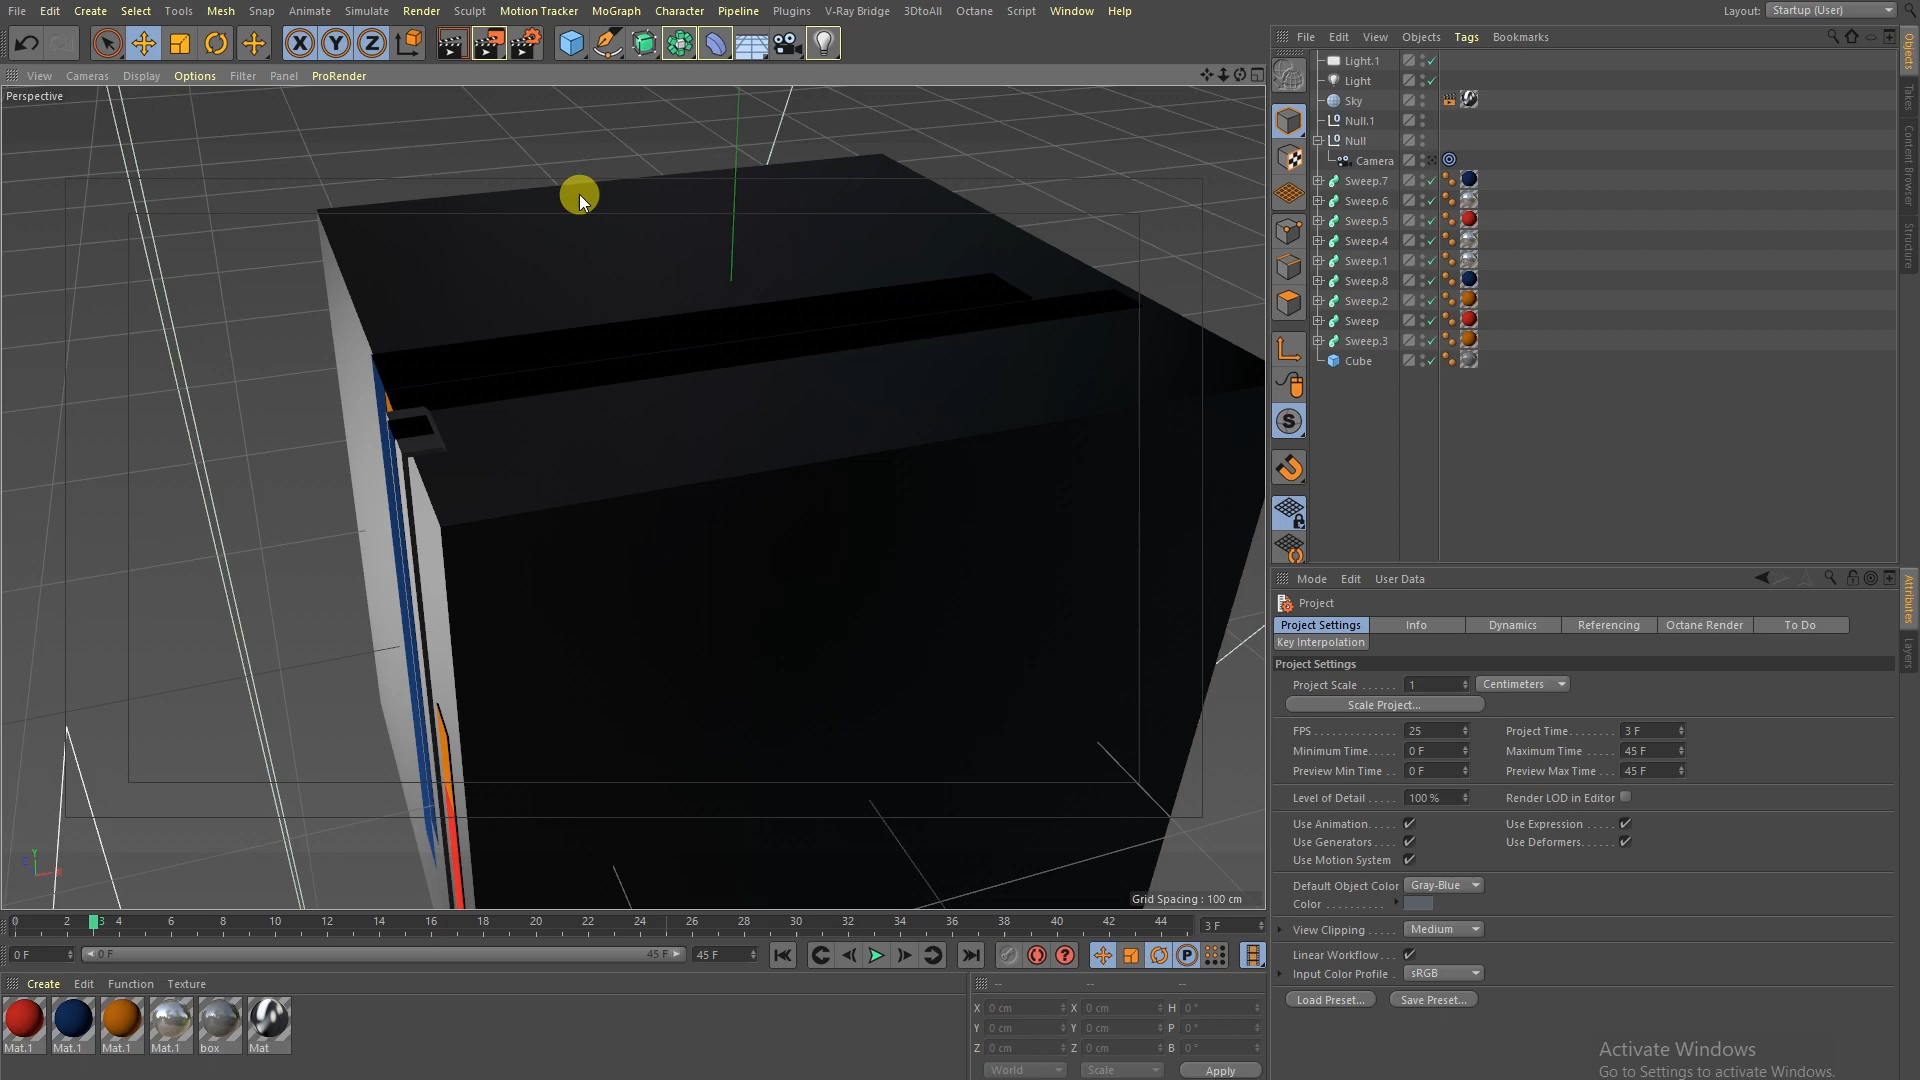 File Edit Create Select Tools Mesh Snap Animate Simulate Render Sculpt Motion Tracker MoGraph Character Pipeline Plugins V-Ray Bridge 3DtoAll Octane Script Window Help Layout: Startup (User)
X Y Z
File Edit View Objects Tags Bookmarks
View Cameras Display Options Filter Panel ProRender
Perspective
Light.1
Light
Sky
Null.1
Null
Camera
Sweep.7
Sweep.6
Sweep.5
Sweep.4
Sweep.1
Sweep.8
Sweep.2
Sweep
Sweep.3
Cube
Objects
Takes
Content Browser
Structure
Mode Edit User Data
Project
Project Settings Info Dynamics Referencing Octane Render To Do
Key Interpolation
Project Settings
Project Scale ...... 1 Centimeters
Scale Project...
FPS 25 Project Time 3 F
Minimum Time 0 F Maximum Time 45 F
Preview Min Time 0 F Preview Max Time 45 F
Level of Detail 100 % Render LOD in Editor
Use Animation Use Expression
Use Generators Use Deformers
Use Motion System
Default Object Color Gray-Blue
Color
View Clipping Medium
Linear Workflow
Input Color Profile sRGB
Load Preset... Save Preset...
Attributes
Layers
Grid Spacing : 100 cm
0 2 3 4 6 8 10 12 14 16 18 20 22 24 26 28 30 32 34 36 38 40 42 44 3 F
0 F 0 F 45 F 45 F
Create Edit Function Texture
Mat.1 Mat.1 Mat.1 Mat.1 box Mat
-- -- --
X 0 cm X 0 cm H 0 °
Y 0 cm Y 0 cm P 0 °
Z 0 cm Z 0 cm B 0 °
World Scale Apply
Activate Windows
Go to Settings to activate Windows.